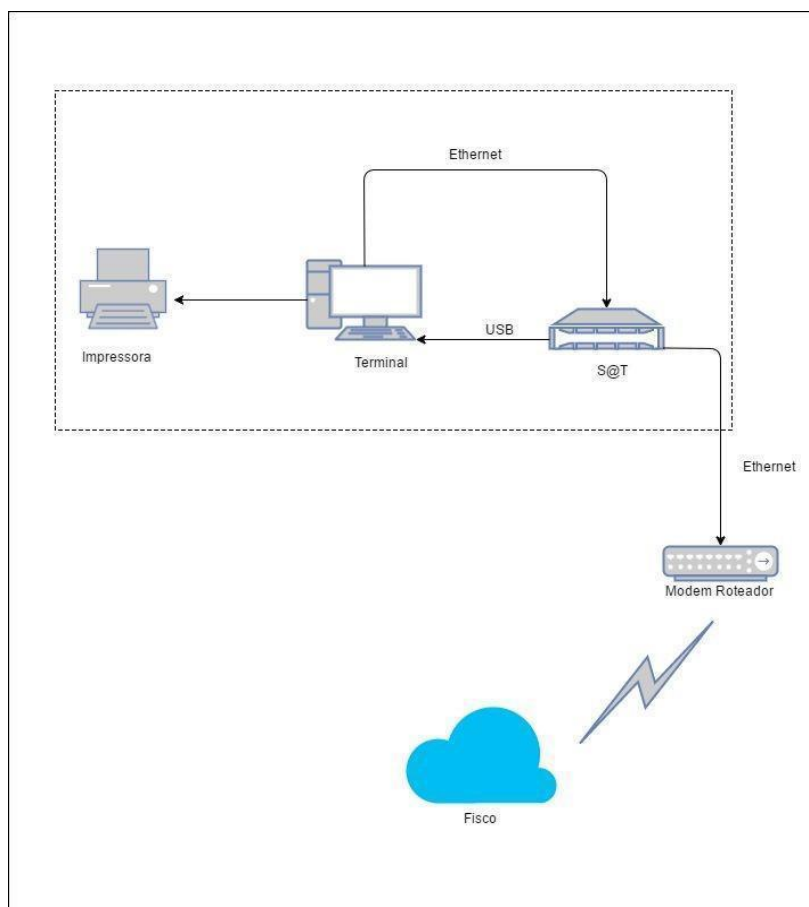 Ethernet
USB
Impressora
Terminal
S@T
Ethernet
Modem Roteador
Fisco